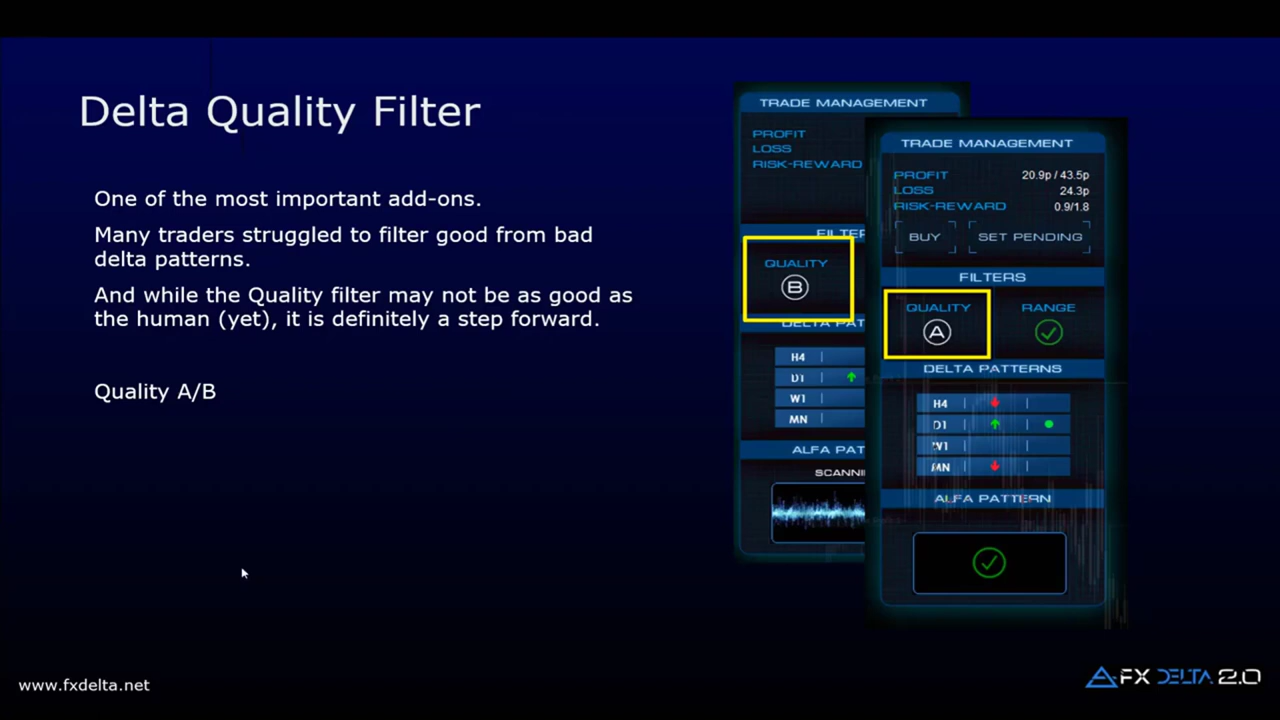 Delta Quality Filter
One of the most important add-ons.
Many traders struggled to filter good from bad
delta patterns.
And while the Quality filter may not be as good as
the human (yet), it is definitely a step forward.
Quality A/B
TRADE MANAGEMENT
PROFIT
LOSS
RISK-REWARD
QUALITY
B
DELTA PAT
H4
D1
W1
MN
ALFA PAT
SCANNI
TRADE MANAGEMENT
PROFIT 20.9p / 43.5p
LOSS 24.3p
RISK-REWARD 0.9/1.8
BUY SET PENDING
FILTERS
QUALITY RANGE
A
DELTA PATTERNS
H4
D1
W1
MN
ALFA PATTERN
www.fxdelta.net
FX DELTA 2.0